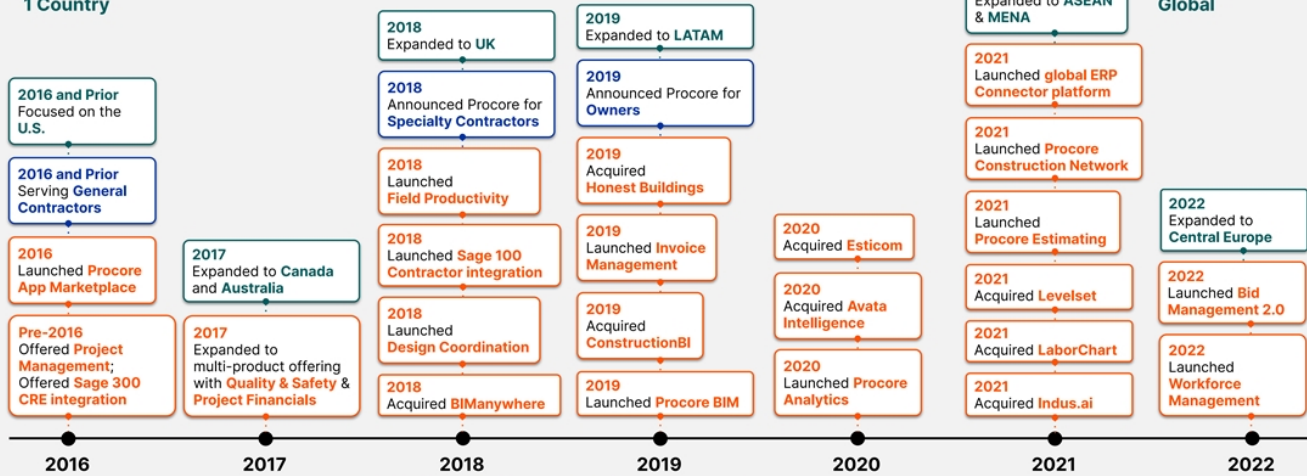 1 Country
Global
2016 and Prior
Focused on the
U.S.
2016 and Prior
Serving General
Contractors
2016
Launched Procore
App Marketplace
Pre-2016
Offered Project
Management;
Offered Sage 300
CRE integration
2017
Expanded to Canada
and Australia
2017
Expanded to
multi-product offering
with Quality & Safety &
Project Financials
2018
Expanded to UK
2018
Announced Procore for
Specialty Contractors
2018
Launched
Field Productivity
2018
Launched Sage 100
Contractor integration
2018
Launched
Design Coordination
2018
Acquired BIManywhere
2019
Expanded to LATAM
2019
Announced Procore for
Owners
2019
Acquired
Honest Buildings
2019
Launched Invoice
Management
2019
Acquired
ConstructionBI
2019
Launched Procore BIM
2020
Acquired Esticom
2020
Acquired Avata
Intelligence
2020
Launched Procore
Analytics
Expanded to ASEAN
& MENA
2021
Launched global ERP
Connector platform
2021
Launched Procore
Construction Network
2021
Launched
Procore Estimating
2021
Acquired Levelset
2021
Acquired LaborChart
2021
Acquired Indus.ai
2022
Expanded to
Central Europe
2022
Launched Bid
Management 2.0
2022
Launched
Workforce
Management
2016
2017
2018
2019
2020
2021
2022